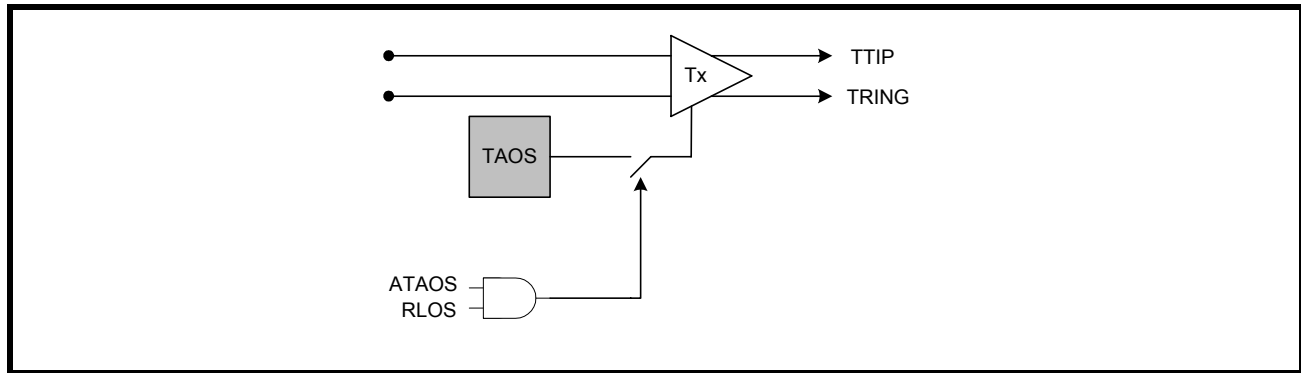 TTIP
Tx
TRING
TAOS
ATAOS
RLOS